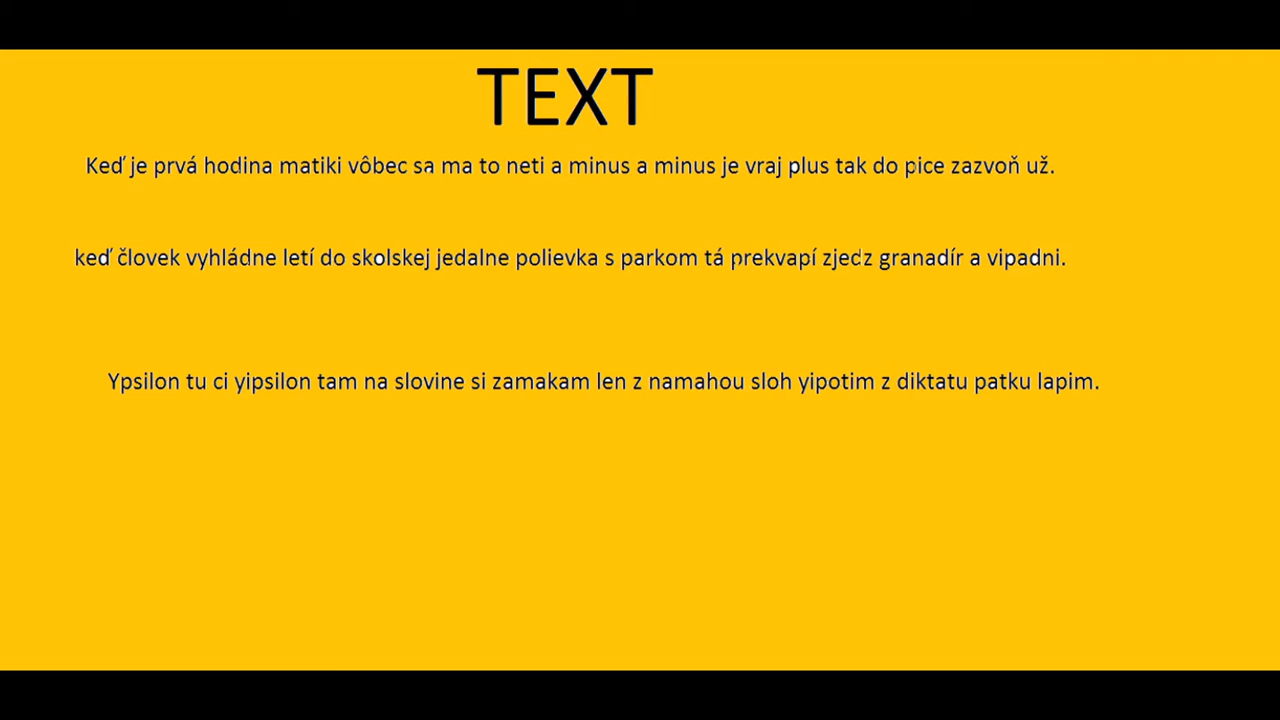 TEXT
Keď je prvá hodina matiki vôbec sa ma to neti a minus a minus je vraj plus tak do pice zazvoň už.
keď človek vyhládne letí do skolskej jedalne polievka s parkom tá prekvapí zjedz granadír a vipadni.
Ypsilon tu ci yipsilon tam na slovine si zamakam len z namahou sloh yipotim z diktatu patku lapim.